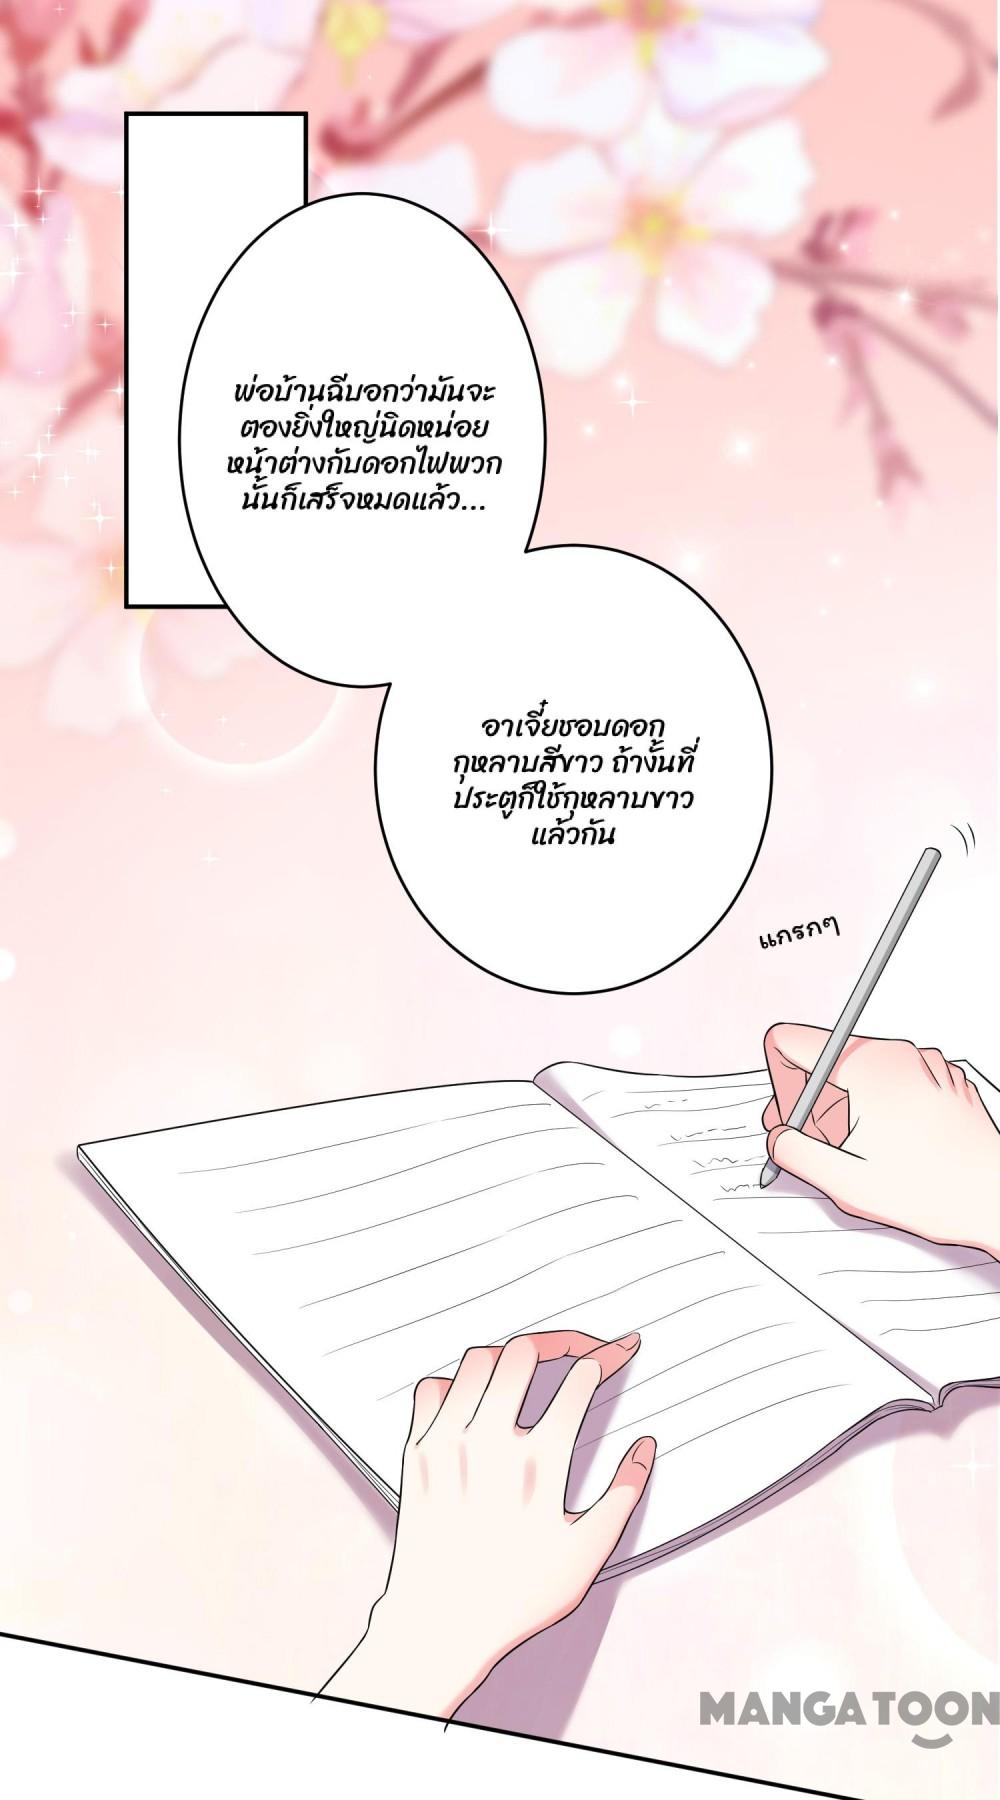 พ่อบ้านฉีบอกว่ามันจะ
ตองยิ่งใหญ่นิดหน่อย
หน้าต่างกับดอกไฟพวก
นั้นก็เสร็จหมดแล้ว...
อาเจี๋ยชอบดอก
กุหลาบสีขาว ถ้างั้นที่
ประตูก็ใช้กุหลาบขาว
แล้วกัน
แกรกๆ
MANGATOON